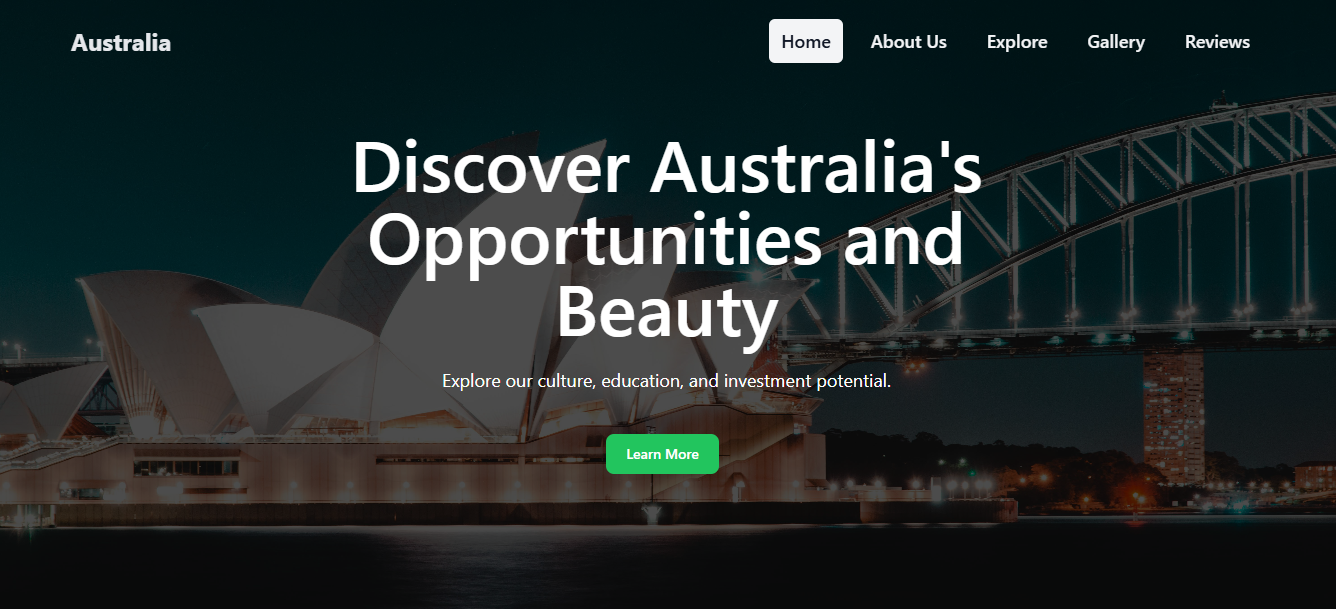 Australia
Home About Us Explore Gallery Reviews
Discover Australia's
Opportunities and
Beauty
Explore our culture, education, and investment potential.
Learn More